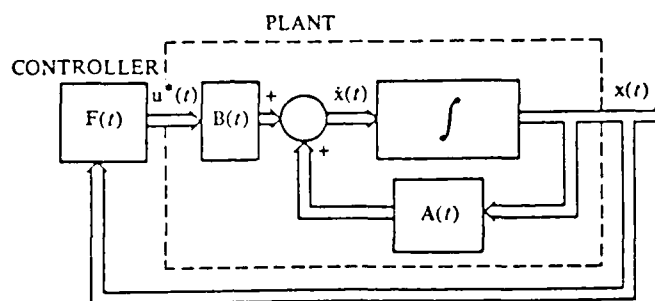 PLANT
CONTROLLER
u*(t)
+
ẋ(t)
x(t)
F(t)
B(t)
∫
+
A(t)